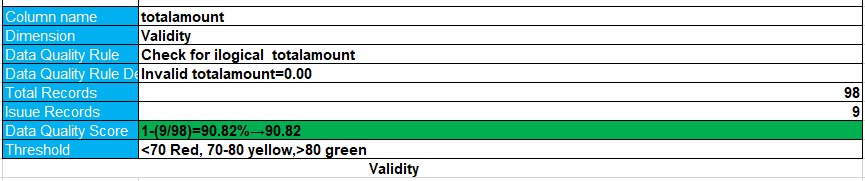 Column name totalamount
Dimension Validity
Data Quality Rule Check for ilogical totalamount
Data Quality Rule De Invalid totalamount=0.00
Total Records 98
Isuue Records 9
Data Quality Score 1-(9/98)=90.82%→90.82
Threshold <70 Red, 70-80 yellow,>80 green
Validity